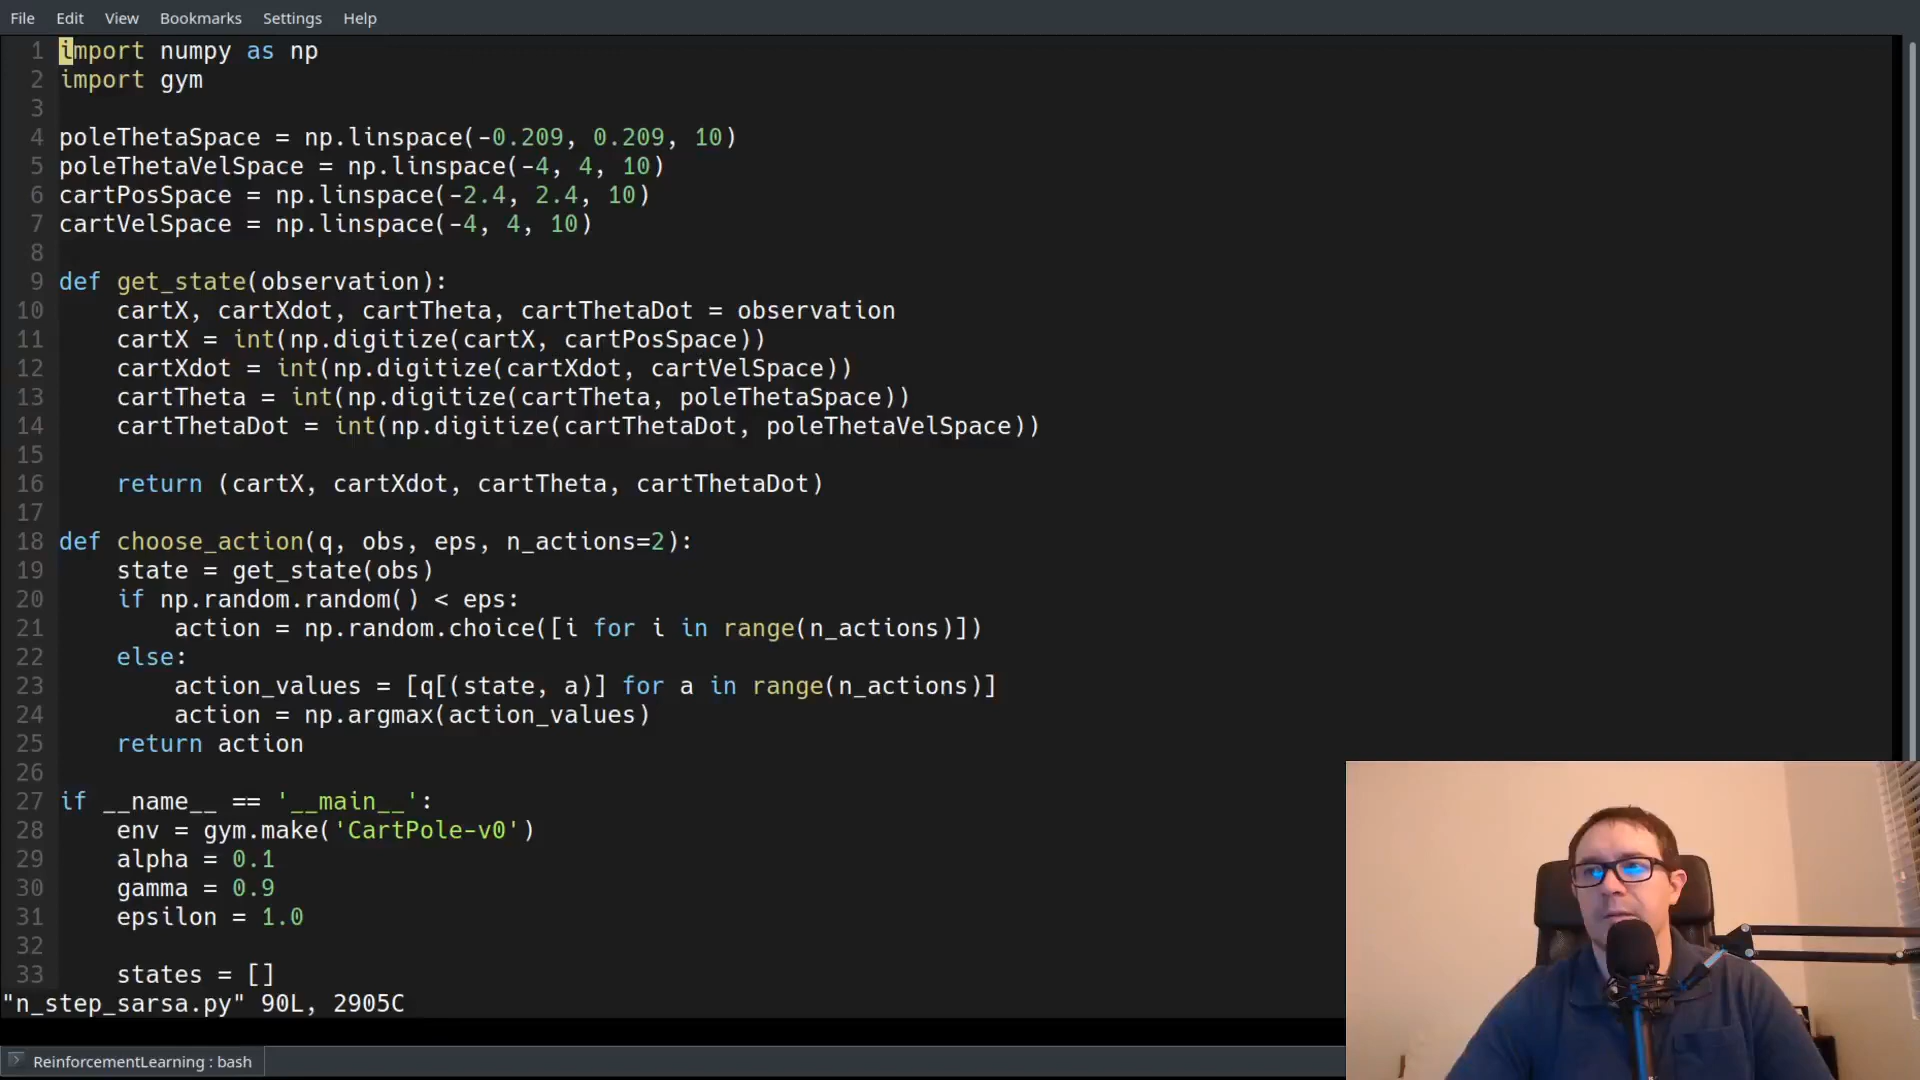 File Edit View Bookmarks Settings Help
1 import numpy as np
2 import gym
3
4 poleThetaSpace = np.linspace(-0.209, 0.209, 10)
5 poleThetaVelSpace = np.linspace(-4, 4, 10)
6 cartPosSpace = np.linspace(-2.4, 2.4, 10)
7 cartVelSpace = np.linspace(-4, 4, 10)
8
9 def get_state(observation):
10     cartX, cartXdot, cartTheta, cartThetaDot = observation
11     cartX = int(np.digitize(cartX, cartPosSpace))
12     cartXdot = int(np.digitize(cartXdot, cartVelSpace))
13     cartTheta = int(np.digitize(cartTheta, poleThetaSpace))
14     cartThetaDot = int(np.digitize(cartThetaDot, poleThetaVelSpace))
15
16     return (cartX, cartXdot, cartTheta, cartThetaDot)
17
18 def choose_action(q, obs, eps, n_actions=2):
19     state = get_state(obs)
20     if np.random.random() < eps:
21         action = np.random.choice([i for i in range(n_actions)])
22     else:
23         action_values = [q[(state, a)] for a in range(n_actions)]
24         action = np.argmax(action_values)
25     return action
26
27 if __name__ == '__main__':
28     env = gym.make('CartPole-v0')
29     alpha = 0.1
30     gamma = 0.9
31     epsilon = 1.0
32
33     states = []
"n_step_sarsa.py" 90L, 2905C
ReinforcementLearning : bash